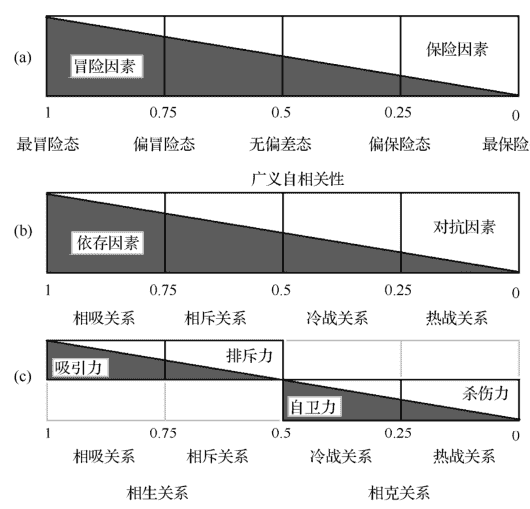 (a)
冒险因素
保险因素
1 0.75 0.5 0.25 0
最冒险态 偏冒险态 无偏差态 偏保险态 最保险
广义自相关性
(b)
依存因素
对抗因素
1 0.75 0.5 0.25 0
相吸关系 相斥关系 冷战关系 热战关系
(c)
吸引力
排斥力
自卫力
杀伤力
1 0.75 0.5 0.25 0
相吸关系 相斥关系 冷战关系 热战关系
相生关系 相克关系